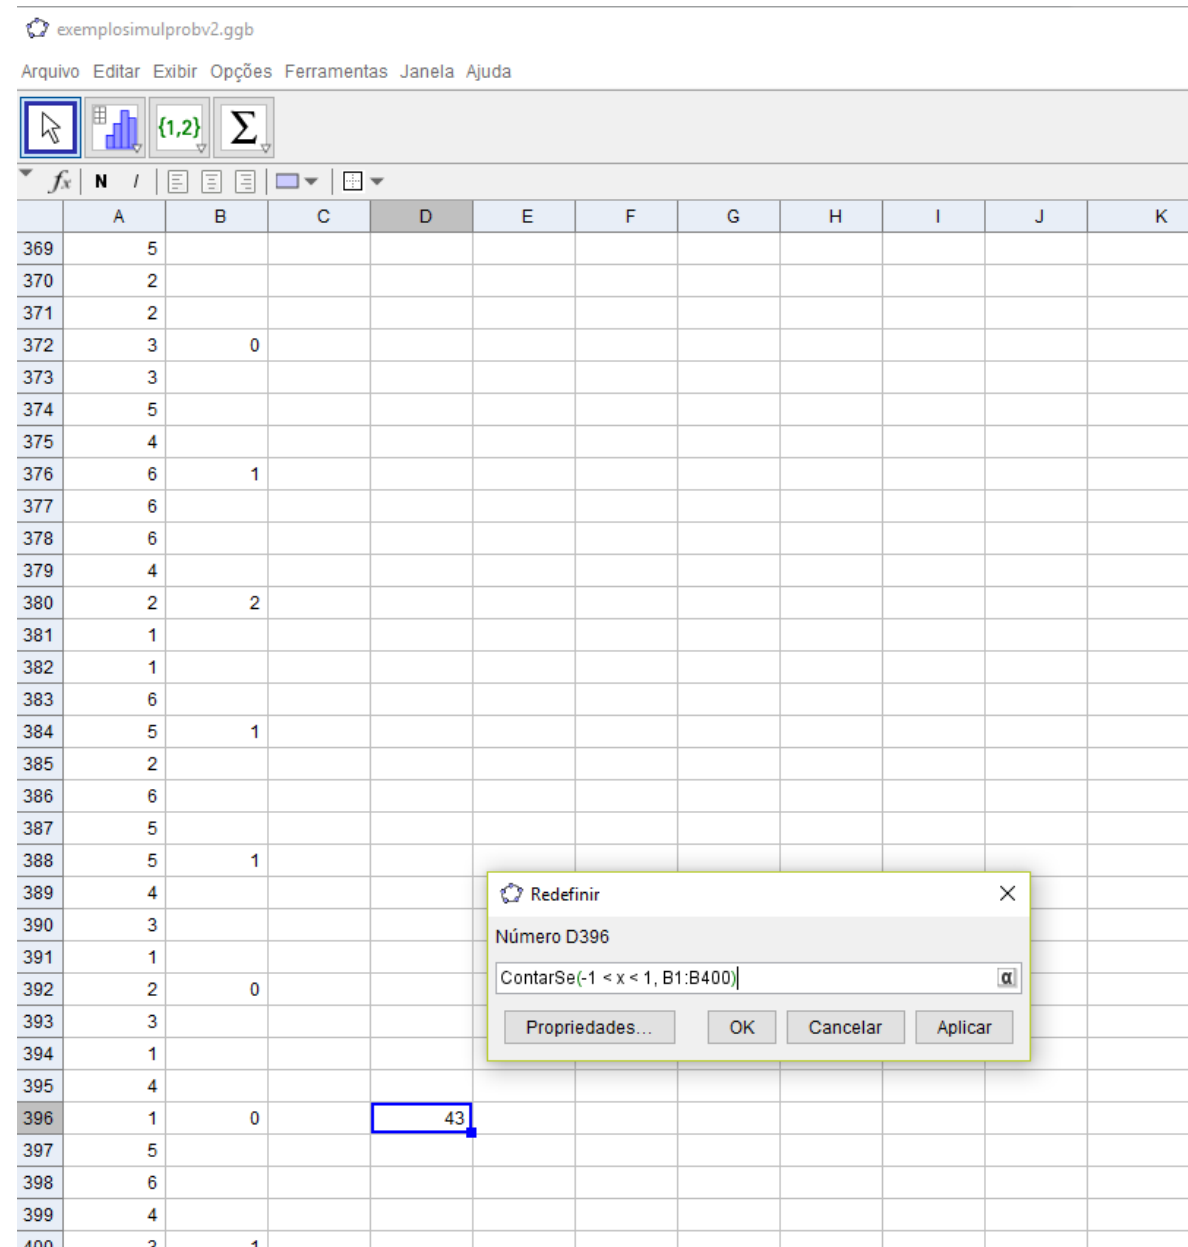 exemplosimulprobv2.ggb
Arquivo Editar Exibir Opções Ferramentas Janela Ajuda
{1,2} Σ
fx N I
A B C D E F G H I J K
369 5
370 2
371 2
372 3 0
373 3
374 5
375 4
376 6 1
377 6
378 6
379 4
380 2 2
381 1
382 1
383 6
384 5 1
385 2
386 6
387 5
388 5 1
389 4
Redefinir
390 3
Número D396
391 1
ContarSe(-1 < x < 1, B1:B400) α
392 2 0
393 3
Propriedades... OK Cancelar Aplicar
394 1
395 4
396 1 0 43
397 5
398 6
399 4
400 3 1